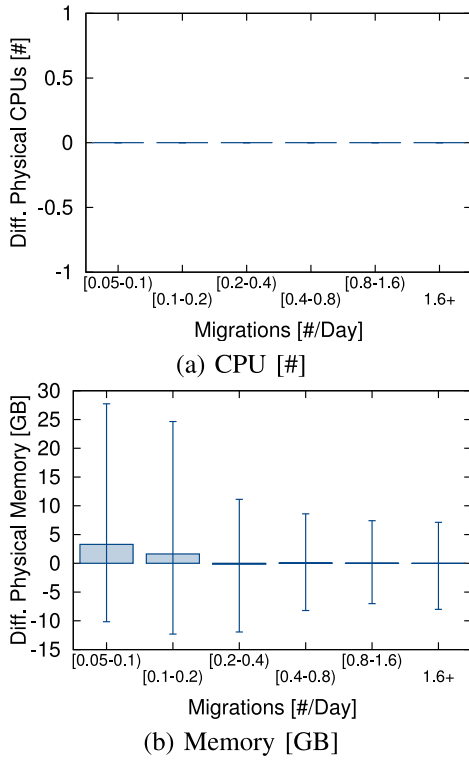 1
0.5
0
-0.5
-1
Diff. Physical CPUs [#]
[0.05-0.1) [0.2-0.4) [0.8-1.6)
[0.1-0.2) [0.4-0.8) 1.6+
Migrations [#/Day]
(a) CPU [#]
30
25
20
15
10
5
0
-5
-10
-15
Diff. Physical Memory [GB]
[0.05-0.1) [0.2-0.4) [0.8-1.6)
[0.1-0.2) [0.4-0.8) 1.6+
Migrations [#/Day]
(b) Memory [GB]